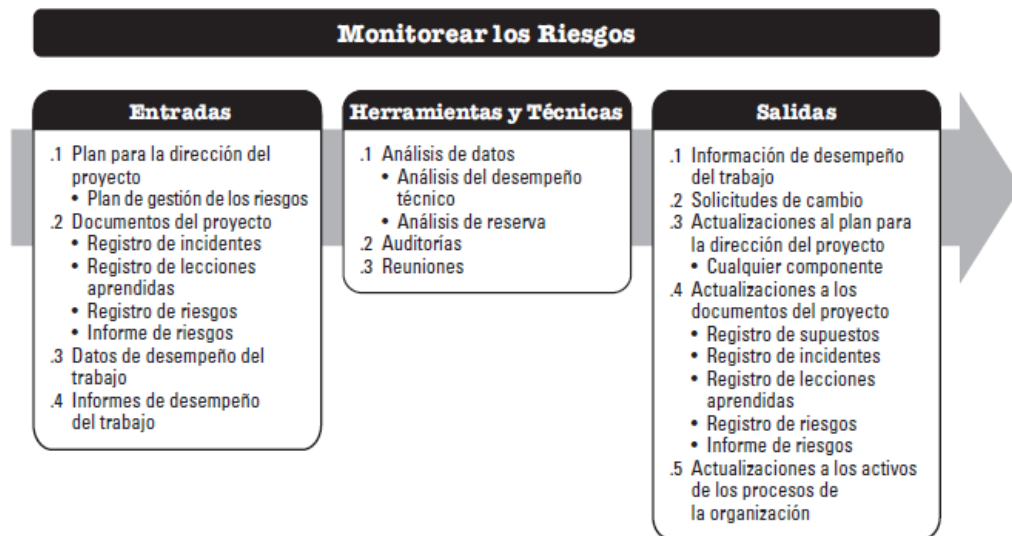 Monitorear los Riesgos
Entradas
.1 Plan para la dirección del
proyecto
• Plan de gestión de los riesgos
.2 Documentos del proyecto
• Registro de incidentes
• Registro de lecciones
aprendidas
• Registro de riesgos
• Informe de riesgos
.3 Datos de desempeño del
trabajo
.4 Informes de desempeño
del trabajo
Herramientas y Técnicas
.1 Análisis de datos
• Análisis del desempeño
técnico
• Análisis de reserva
.2 Auditorías
.3 Reuniones
Salidas
.1 Información de desempeño
del trabajo
.2 Solicitudes de cambio
.3 Actualizaciones al plan para
la dirección del proyecto
• Cualquier componente
.4 Actualizaciones a los
documentos del proyecto
• Registro de supuestos
• Registro de incidentes
• Registro de lecciones
aprendidas
• Registro de riesgos
• Informe de riesgos
.5 Actualizaciones a los activos
de los procesos de
la organización